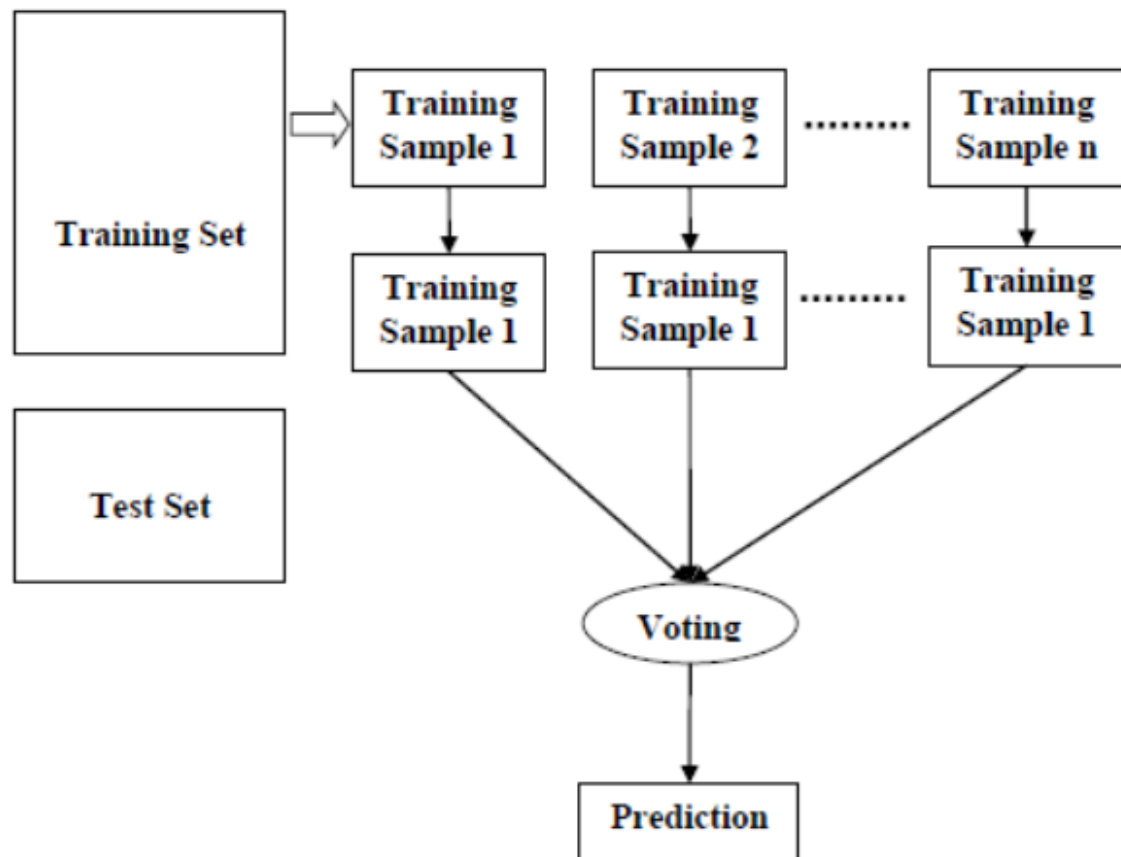 Training Set
Training
Sample 1
Training
Sample 2
Training
Sample n
Training
Sample 1
Training
Sample 1
Training
Sample 1
Test Set
Voting
Prediction